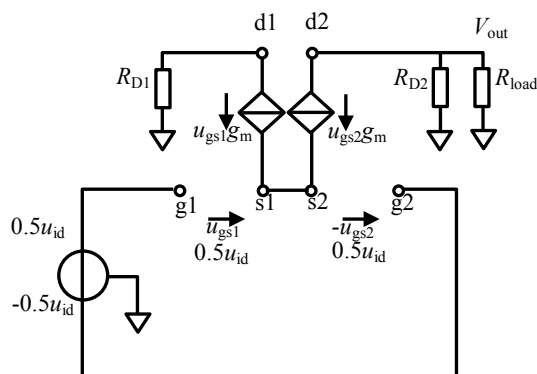 d1 d2 Vout
RD1 RD2 Rload
ugs1gm ugs2gm
g1 s1 s2 g2
0.5uid ugs1 -ugs2
0.5uid 0.5uid
-0.5uid